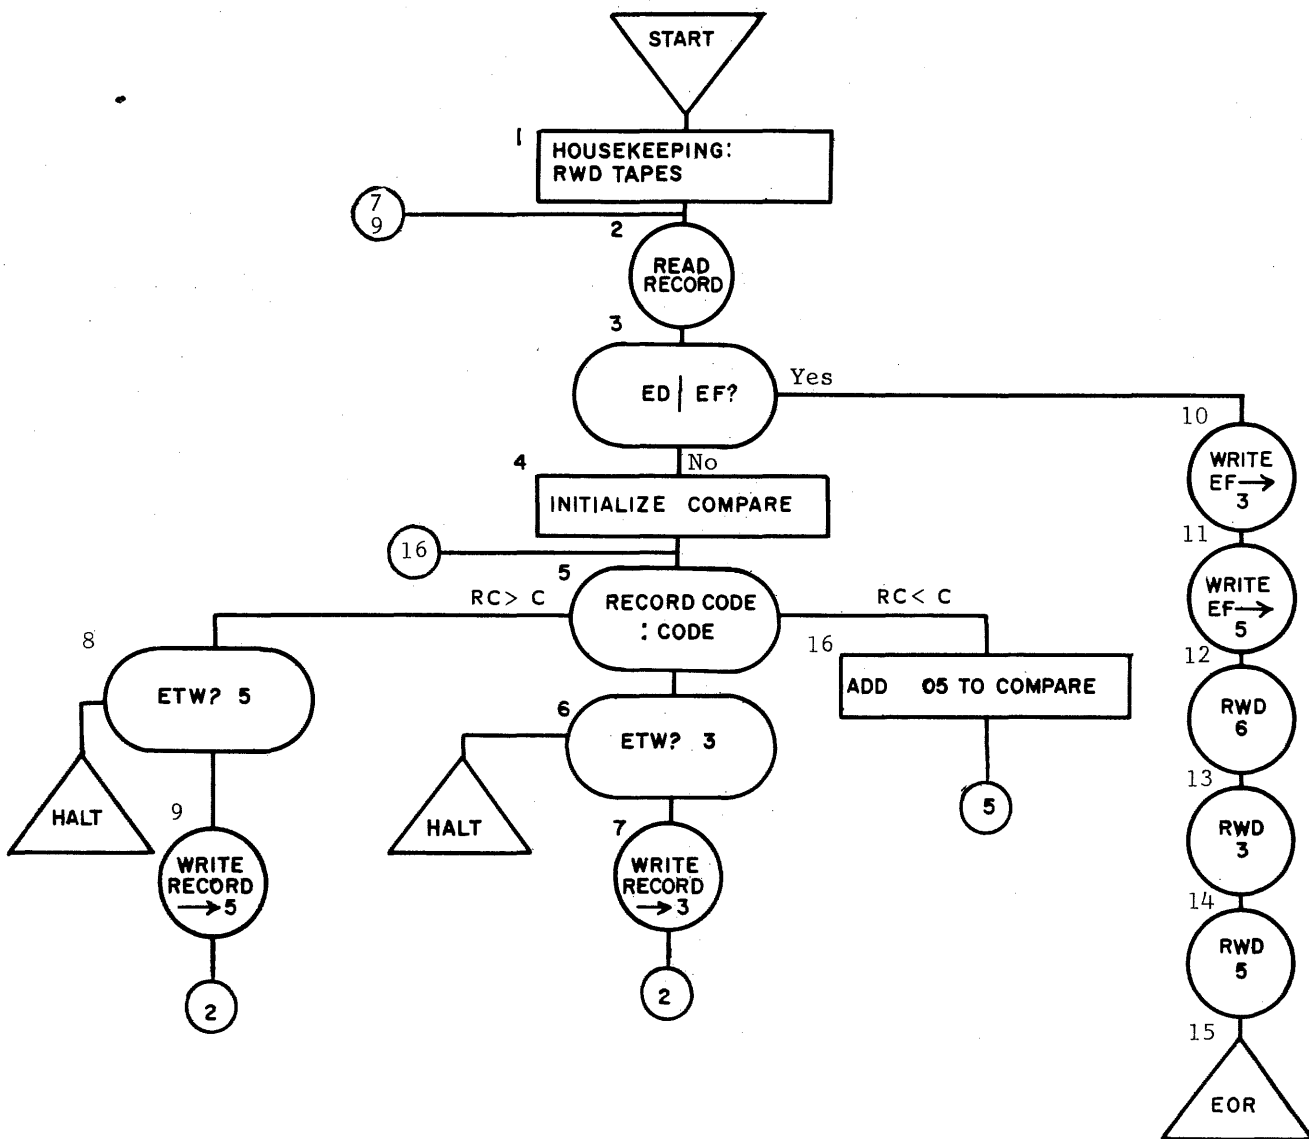 START
1
HOUSEKEEPING:
RWD TAPES
7
9
2
READ
RECORD
3
ED | EF?
Yes
10
WRITE
EF→
3
4
No
INITIALIZE COMPARE
11
WRITE
EF→
5
16
5
RECORD CODE
: CODE
RC> C
RC< C
8
ETW? 5
HALT
9
WRITE
RECORD
→5
2
6
ETW? 3
HALT
7
WRITE
RECORD
→3
2
16
ADD 05 TO COMPARE
5
12
RWD
6
13
RWD
3
14
RWD
5
15
EOR